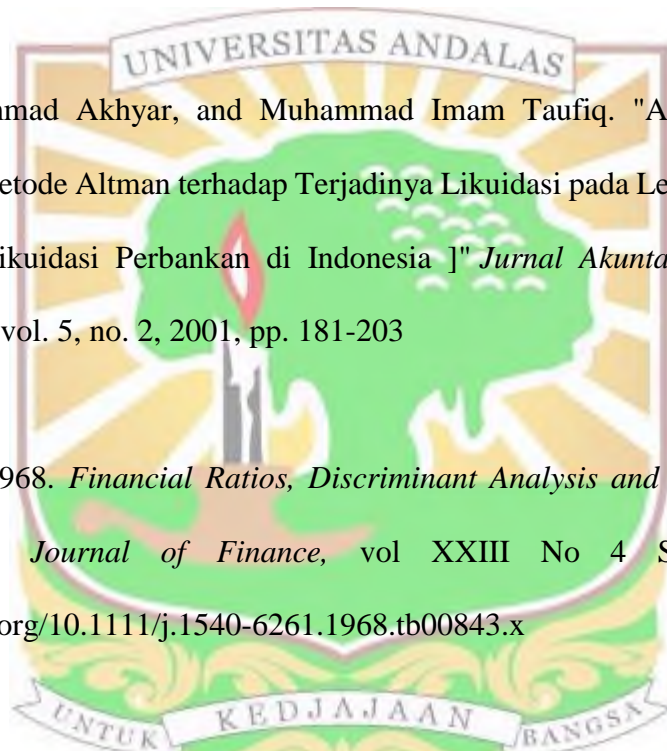 UNIVERSITAS ANDALAS
mmad Akhyar, and Muhammad Imam Taufiq. "A
etode Altman terhadap Terjadinya Likuidasi pada Le
ikuidasi Perbankan di Indonesia ]" Jurnal Akunta
vol. 5, no. 2, 2001, pp. 181-203
968. Financial Ratios, Discriminant Analysis and
Journal of Finance, vol XXIII No 4 S
org/10.1111/j.1540-6261.1968.tb00843.x
UNTUK KEDJAJAAN BANGSA